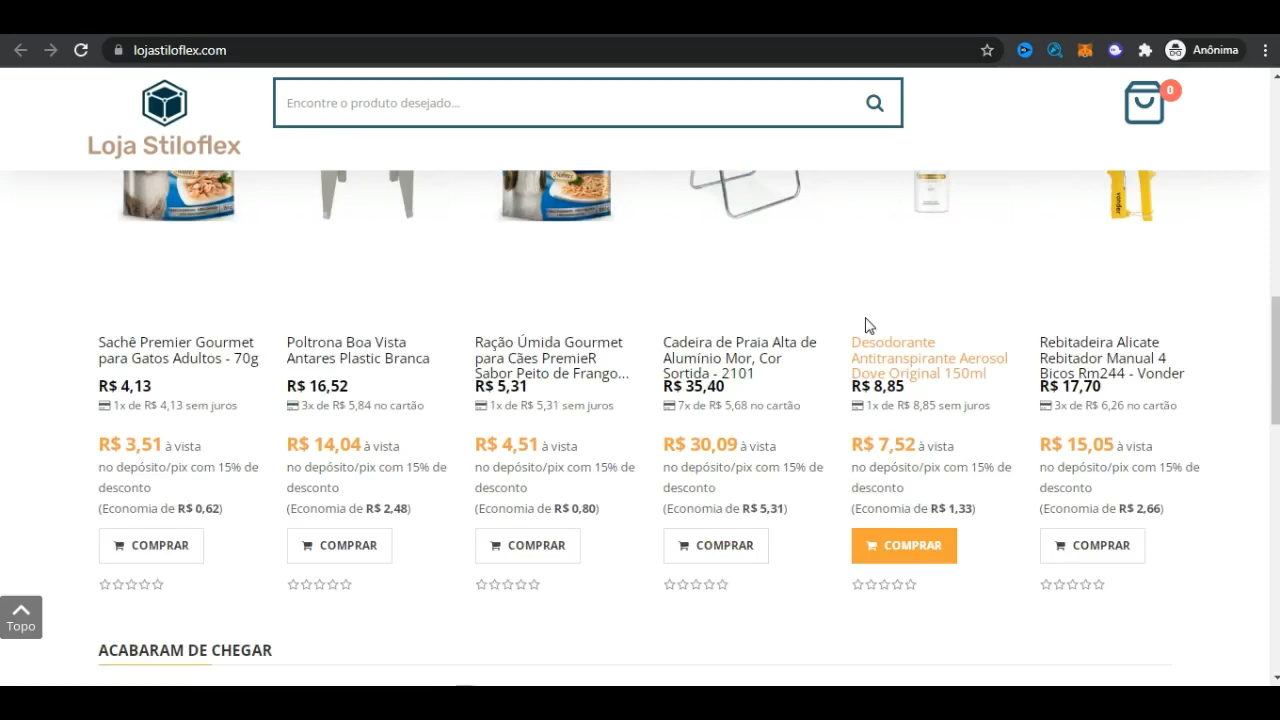 lojastiloflex.com
Anônima
Loja Stiloflex
Encontre o produto desejado...
0
vonder
Sachê Premier Gourmet
para Gatos Adultos - 70g
R$ 4,13
1x de R$ 4,13 sem juros
R$ 3,51 à vista
no depósito/pix com 15% de
desconto
(Economia de R$ 0,62)
COMPRAR
Poltrona Boa Vista
Antares Plastic Branca
R$ 16,52
3x de R$ 5,84 no cartão
R$ 14,04 à vista
no depósito/pix com 15% de
desconto
(Economia de R$ 2,48)
COMPRAR
Ração Úmida Gourmet
para Cães PremieR
Sabor Peito de Frango...
R$ 5,31
1x de R$ 5,31 sem juros
R$ 4,51 à vista
no depósito/pix com 15% de
desconto
(Economia de R$ 0,80)
COMPRAR
Cadeira de Praia Alta de
Alumínio Mor, Cor
Sortida - 2101
R$ 35,40
7x de R$ 5,68 no cartão
R$ 30,09 à vista
no depósito/pix com 15% de
desconto
(Economia de R$ 5,31)
COMPRAR
Desodorante
Antitranspirante Aerosol
Dove Original 150ml
R$ 8,85
1x de R$ 8,85 sem juros
R$ 7,52 à vista
no depósito/pix com 15% de
desconto
(Economia de R$ 1,33)
COMPRAR
Rebitadeira Alicate
Rebitador Manual 4
Bicos Rm244 - Vonder
R$ 17,70
3x de R$ 6,26 no cartão
R$ 15,05 à vista
no depósito/pix com 15% de
desconto
(Economia de R$ 2,66)
COMPRAR
Topo
ACABARAM DE CHEGAR